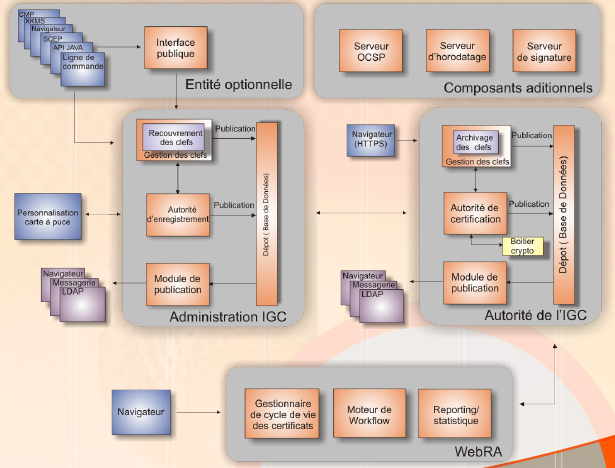 CMP
XKMS
Navigateur
SCEP
API JAVA
Ligne de
commande
Interface
publique
Entité optionnelle
Serveur
OCSP
Serveur
d'horodatage
Serveur
de signature
Composants aditionnels
Recouvrement
des clefs
Gestion des clefs
Publication
Autorité
d'enregistrement
Publication
Dépot ( Base de Données)
Module de
publication
Administration IGC
Personnalisation
carte à puce
Navigateur
Messagerie
LDAP
Navigateur
(HTTPS)
Archivage
des clefs
Gestion des clefs
Publication
Autorité de
certification
Publication
Boitier
crypto
Dépot ( Base de Données)
Module de
publication
Autorité de l'IGC
Navigateur
Messagerie
LDAP
Navigateur
Gestionnaire
de cycle de vie
des certificats
Moteur de
Workflow
Reporting/
statistique
WebRA